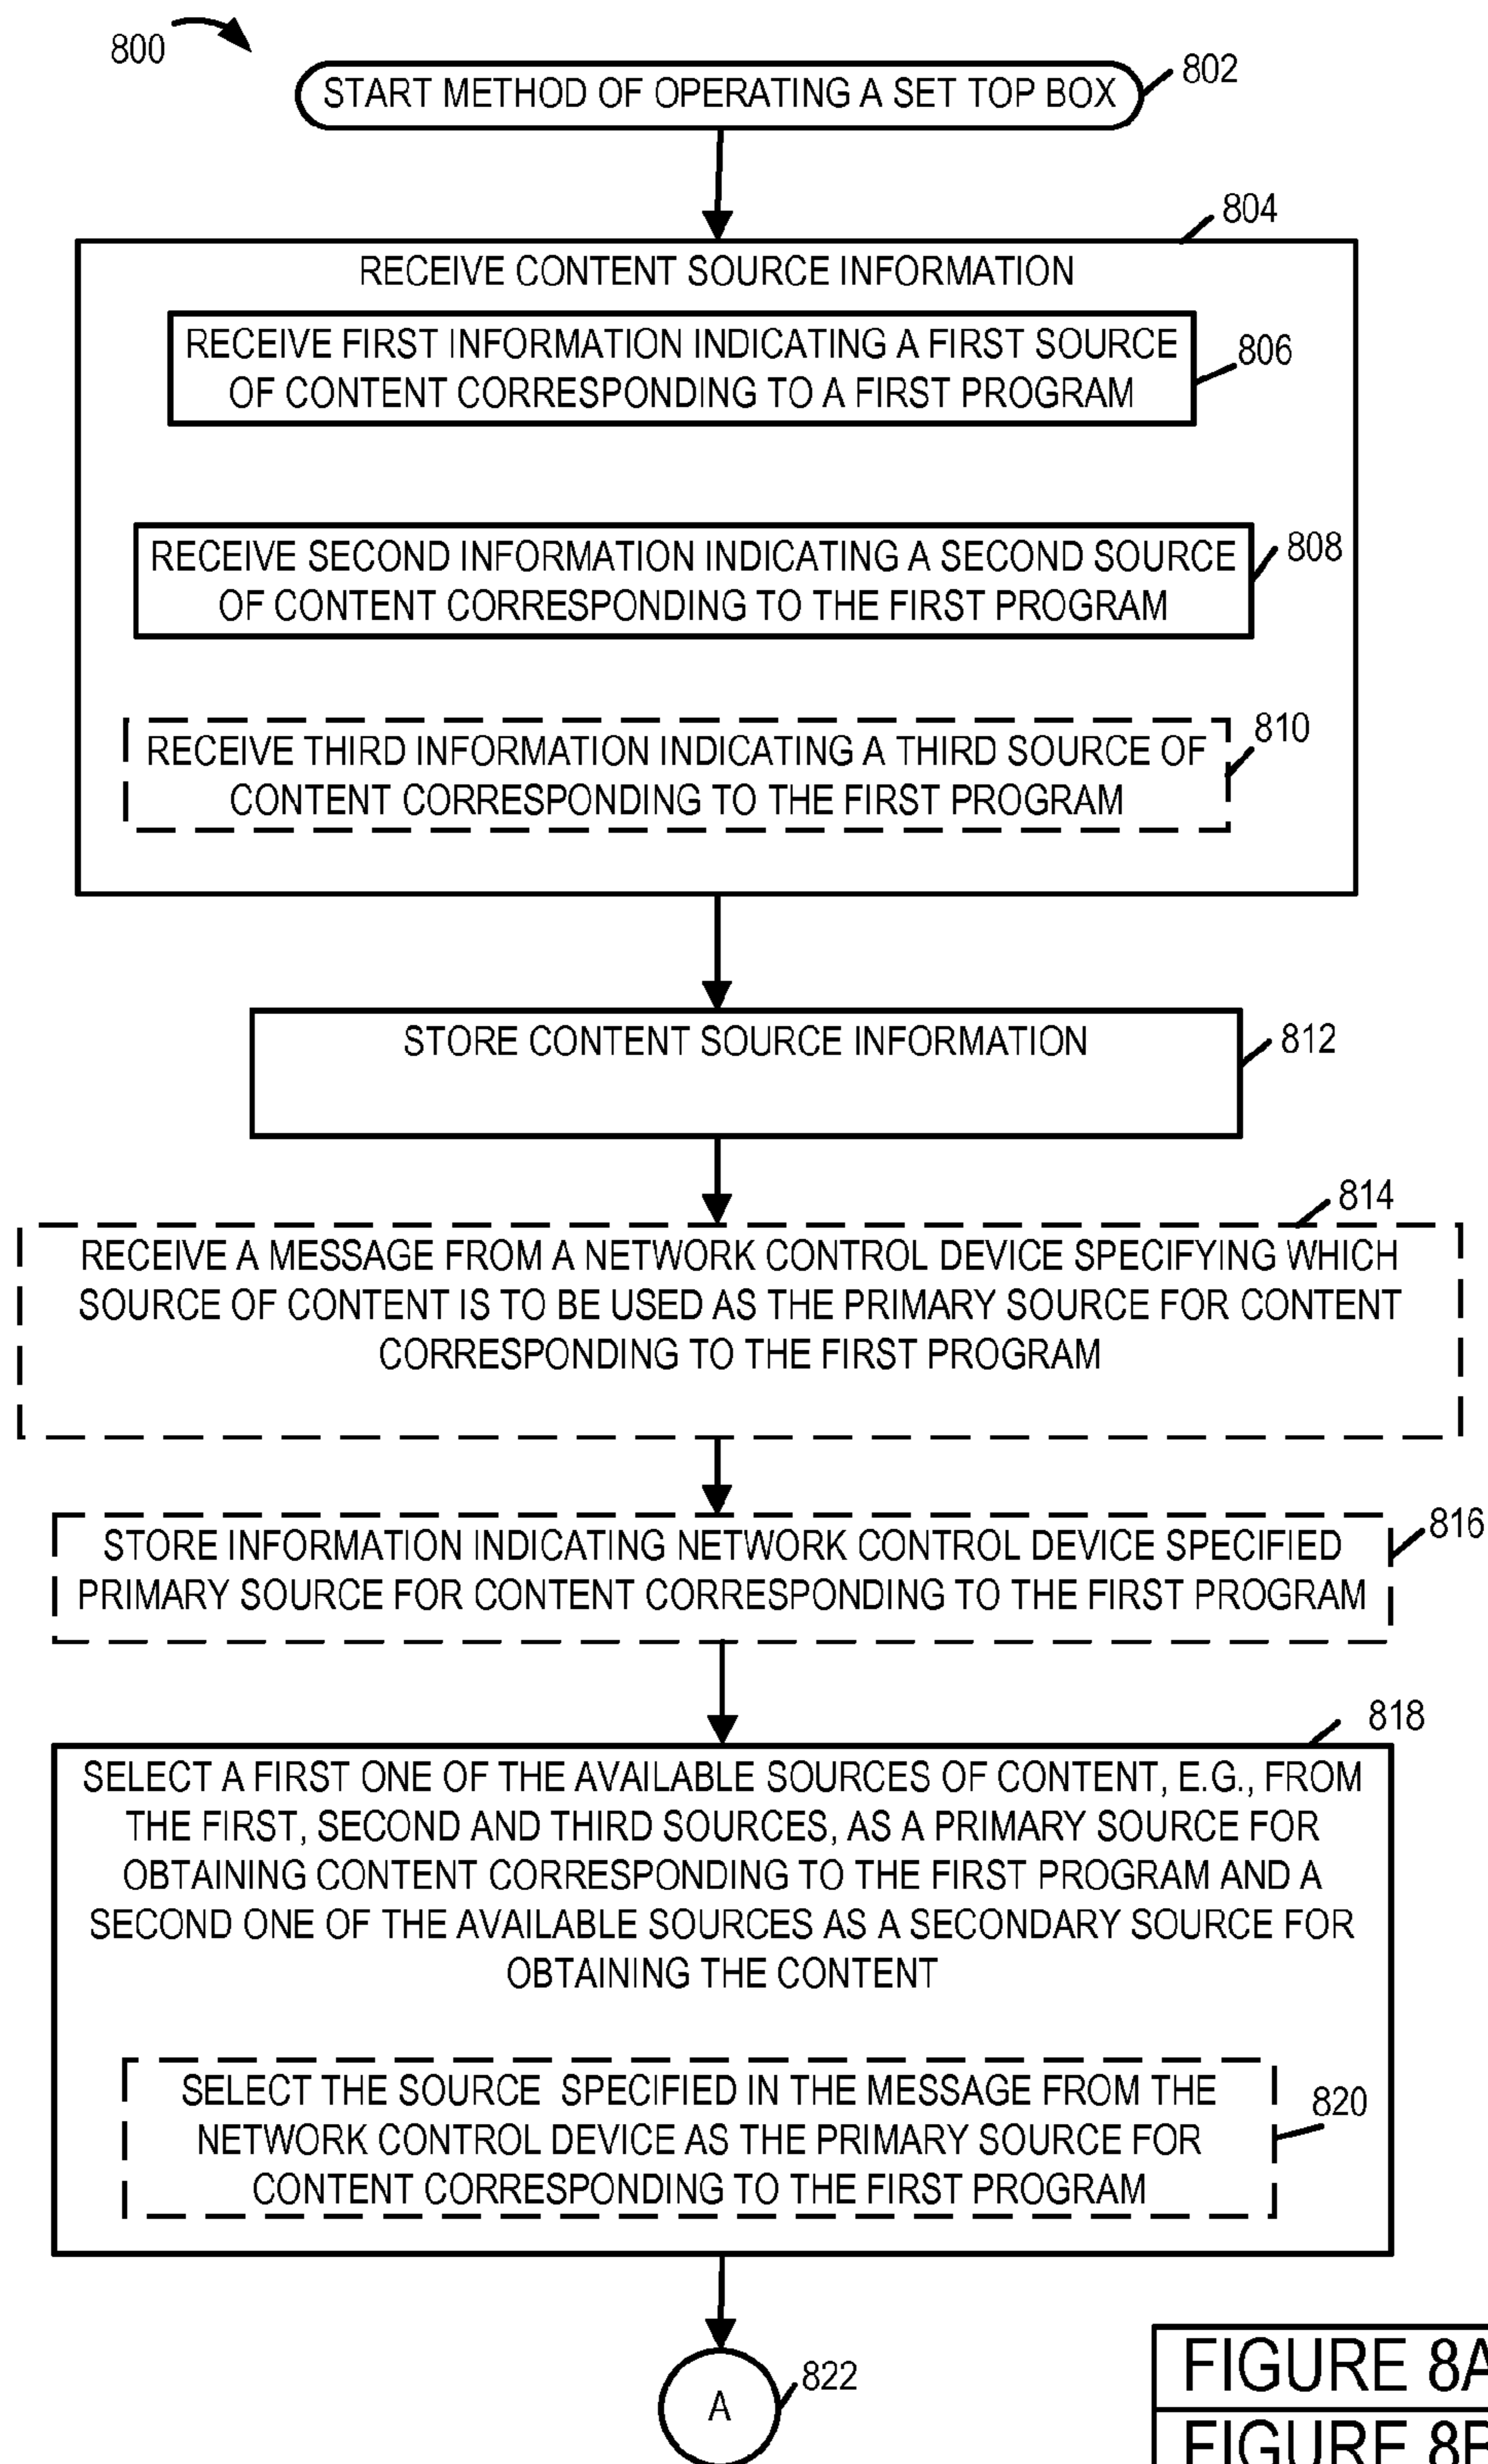 800
START METHOD OF OPERATING A SET TOP BOX
802
804
RECEIVE CONTENT SOURCE INFORMATION
RECEIVE FIRST INFORMATION INDICATING A FIRST SOURCE
OF CONTENT CORRESPONDING TO A FIRST PROGRAM
806
RECEIVE SECOND INFORMATION INDICATING A SECOND SOURCE
OF CONTENT CORRESPONDING TO THE FIRST PROGRAM
808
RECEIVE THIRD INFORMATION INDICATING A THIRD SOURCE OF
CONTENT CORRESPONDING TO THE FIRST PROGRAM
810
STORE CONTENT SOURCE INFORMATION
812
814
RECEIVE A MESSAGE FROM A NETWORK CONTROL DEVICE SPECIFYING WHICH
SOURCE OF CONTENT IS TO BE USED AS THE PRIMARY SOURCE FOR CONTENT
CORRESPONDING TO THE FIRST PROGRAM
STORE INFORMATION INDICATING NETWORK CONTROL DEVICE SPECIFIED
PRIMARY SOURCE FOR CONTENT CORRESPONDING TO THE FIRST PROGRAM
816
818
SELECT A FIRST ONE OF THE AVAILABLE SOURCES OF CONTENT, E.G., FROM
THE FIRST, SECOND AND THIRD SOURCES, AS A PRIMARY SOURCE FOR
OBTAINING CONTENT CORRESPONDING TO THE FIRST PROGRAM AND A
SECOND ONE OF THE AVAILABLE SOURCES AS A SECONDARY SOURCE FOR
OBTAINING THE CONTENT
SELECT THE SOURCE SPECIFIED IN THE MESSAGE FROM THE
NETWORK CONTROL DEVICE AS THE PRIMARY SOURCE FOR
CONTENT CORRESPONDING TO THE FIRST PROGRAM
820
A
822
FIGURE 8A
FIGURE 8B